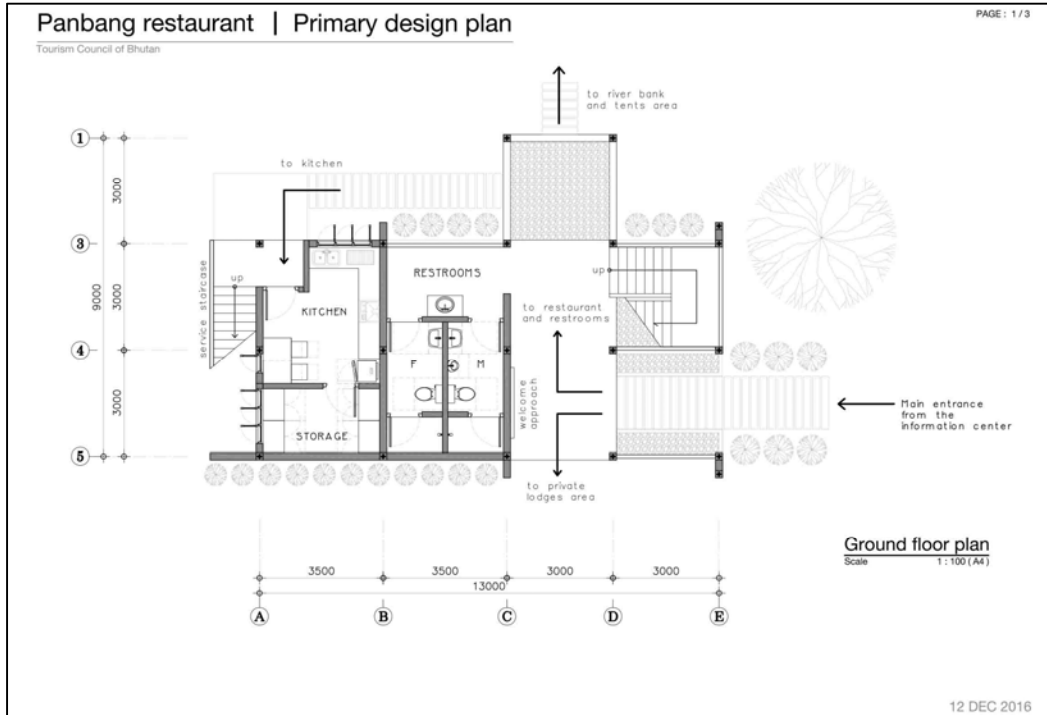 Panbang restaurant | Primary design plan
PAGE : 1 / 3
Tourism Council of Bhutan
to river bank
and tents area
1
to kitchen
3000
3
RESTROOMS
up
up
service staircase
KITCHEN
to restaurant
and restrooms
9000
3000
4
F
M
welcome
approach
Main entrance
from the
information center
3000
STORAGE
5
to private
lodges area
Ground floor plan
Scale 1 : 100 ( A4 )
3500
3500
3000
3000
13000
A
B
C
D
E
12 DEC 2016